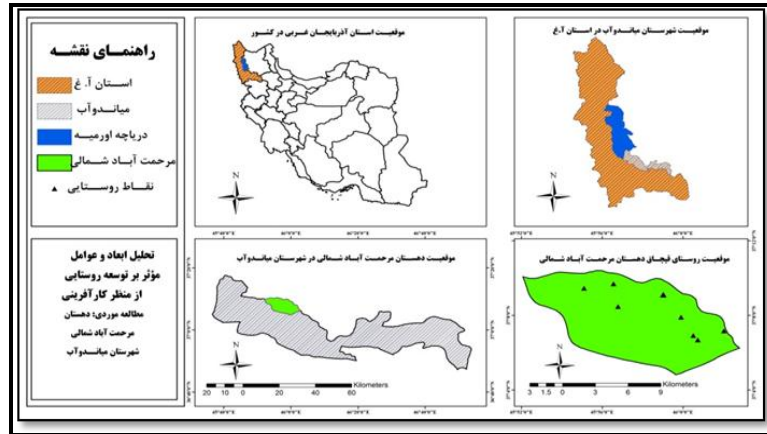 راهنمای نقشه
استان آ. غ
میاندوآب
دریاچه اورمیه
مرحمت آباد شمالی
نقاط روستایی
تحلیل ابعاد و عوامل
مؤثر بر توسعه روستایی
از منظر کارآفرینی
مطالعه موردی: دهستان
مرحمت آباد شمالی
شهرستان میاندوآب
موقعیت استان آذربایجان غربی در کشور
N
موقعیت شهرستان میاندوآب در استان آ.غ
N
موقعیت دهستان مرحمت آباد شمالی در شهرستان میاندوآب
N
Kilometers
20 10 0 20 40 60
موقعیت روستای قپچاق دهستان مرحمت آباد شمالی
N
Kilometers
3 1.5 0 3 6 9